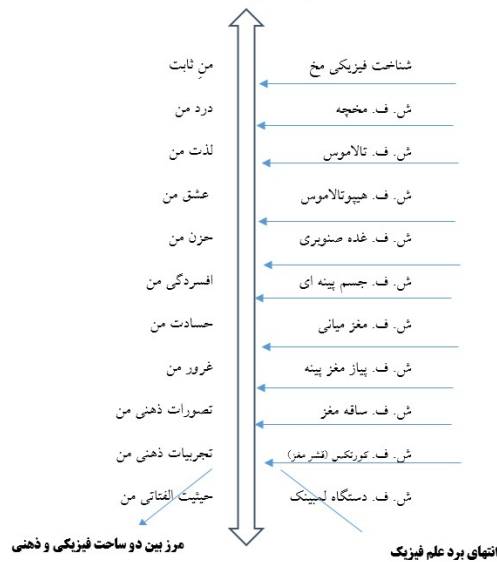 شناخت فیزیکی مخ
منِ ثابت
ش. ف. مخچه
درد من
ش. ف. تالاموس
لذت من
ش. ف. هیپوتالاموس
عشق من
ش. ف. غده صنوبری
حزن من
ش. ف. جسم پینه ای
افسردگی من
ش. ف. مغز میانی
حسادت من
ش. ف. پیاز مغز پینه
غرور من
ش. ف. ساقه مغز
تصورات ذهنی من
ش. ف. کورتکس (قشر مغز)
تجربیات ذهنی من
ش. ف. دستگاه لمبینک
حیثیت التفاتی من
مرز بین دو ساحت فیزیکی و ذهنی
انتهای برد علم فیزیک